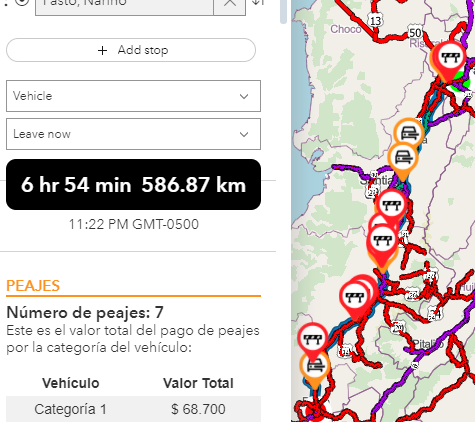 Pasto, Nariño
Add stop
Vehicle
Leave now
6 hr 54 min 586.87 km
11:22 PM GMT-0500
PEAJES
Número de peajes: 7
Este es el valor total del pago de peajes
por la categoría del vehículo:
Vehículo Valor Total
Categoría 1 $ 68.700
Choco
13
50
Pitalito